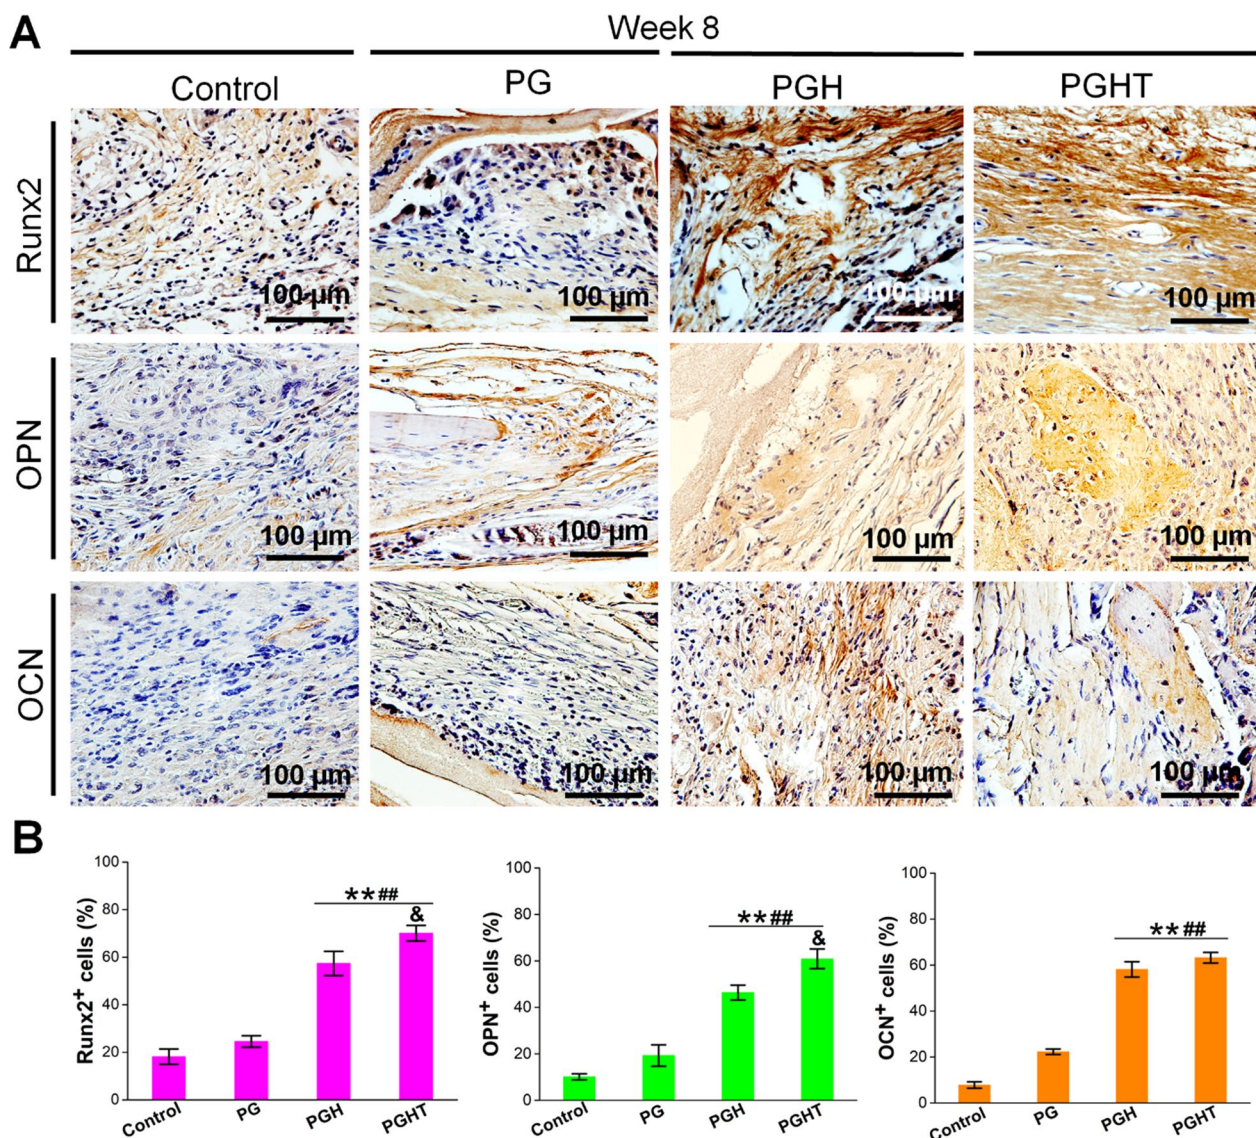 A
Week 8
Control PG PGH PGHT
Runx2
100 µm 100 µm 100 µm 100 µm
OPN
100 µm 100 µm 100 µm 100 µm
OCN
100 µm 100 µm 100 µm 100 µm
B
Runx2⁺ cells (%)
100
80
60
40
20
0
**##
&
Control PG PGH PGHT
OPN⁺ cells (%)
100
80
60
40
20
0
**##
&
Control PG PGH PGHT
OCN⁺ cells (%)
100
80
60
40
20
0
**##
Control PG PGH PGHT